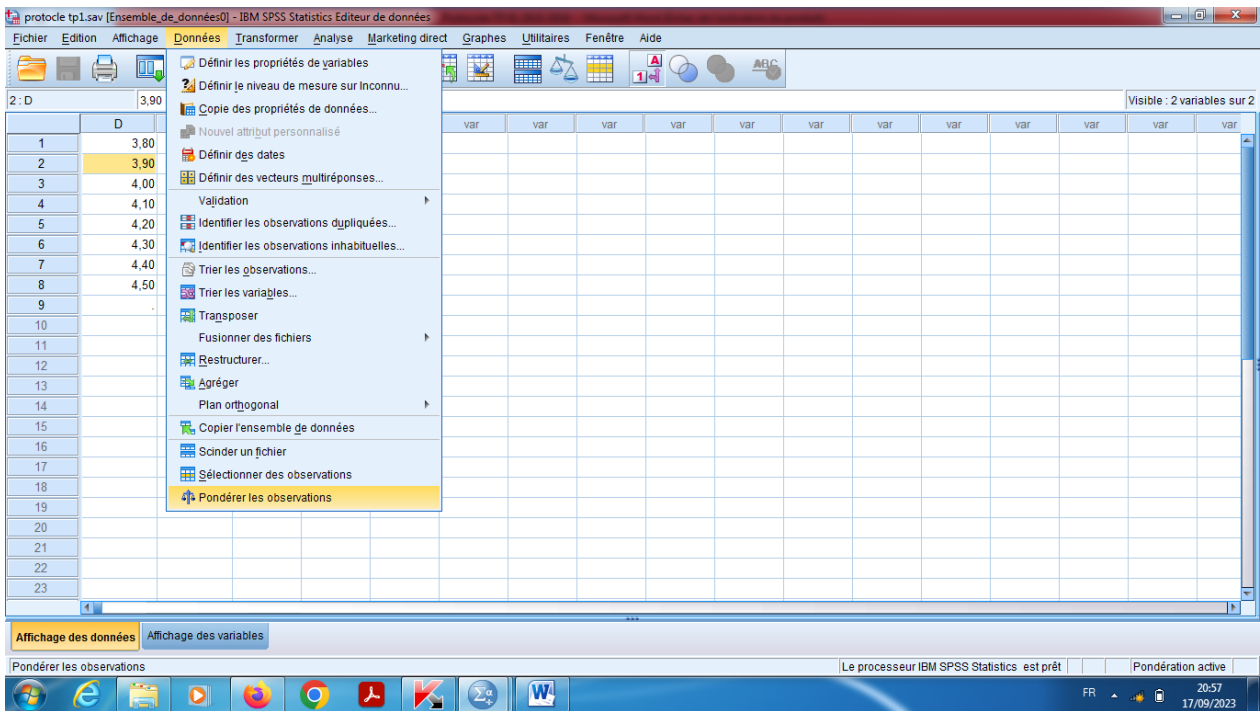 protocle tp1.sav [Ensemble_de_données0] - IBM SPSS Statistics Editeur de données
Fichier Edition Affichage Données Transformer Analyse Marketing direct Graphes Utilitaires Fenêtre Aide
2 : D 3,90 Visible : 2 variables sur 2
D var var var var var var var var var var var var
1 3,80
2 3,90
3 4,00
4 4,10
5 4,20
6 4,30
7 4,40
8 4,50
9 .
10
11
12
13
14
15
16
17
18
19
20
21
22
23
Définir les propriétés de variables
Définir le niveau de mesure sur Inconnu...
Copie des propriétés de données...
Nouvel attribut personnalisé
Définir des dates
Définir des vecteurs multiréponses...
Validation
Identifier les observations dupliquées...
Identifier les observations inhabituelles...
Trier les observations...
Trier les variables...
Transposer
Fusionner des fichiers
Restructurer...
Agréger
Plan orthogonal
Copier l'ensemble de données
Scinder un fichier
Sélectionner des observations
Pondérer les observations
Affichage des données Affichage des variables
Pondérer les observations Le processeur IBM SPSS Statistics est prêt Pondération active
FR 20:57
17/09/2023